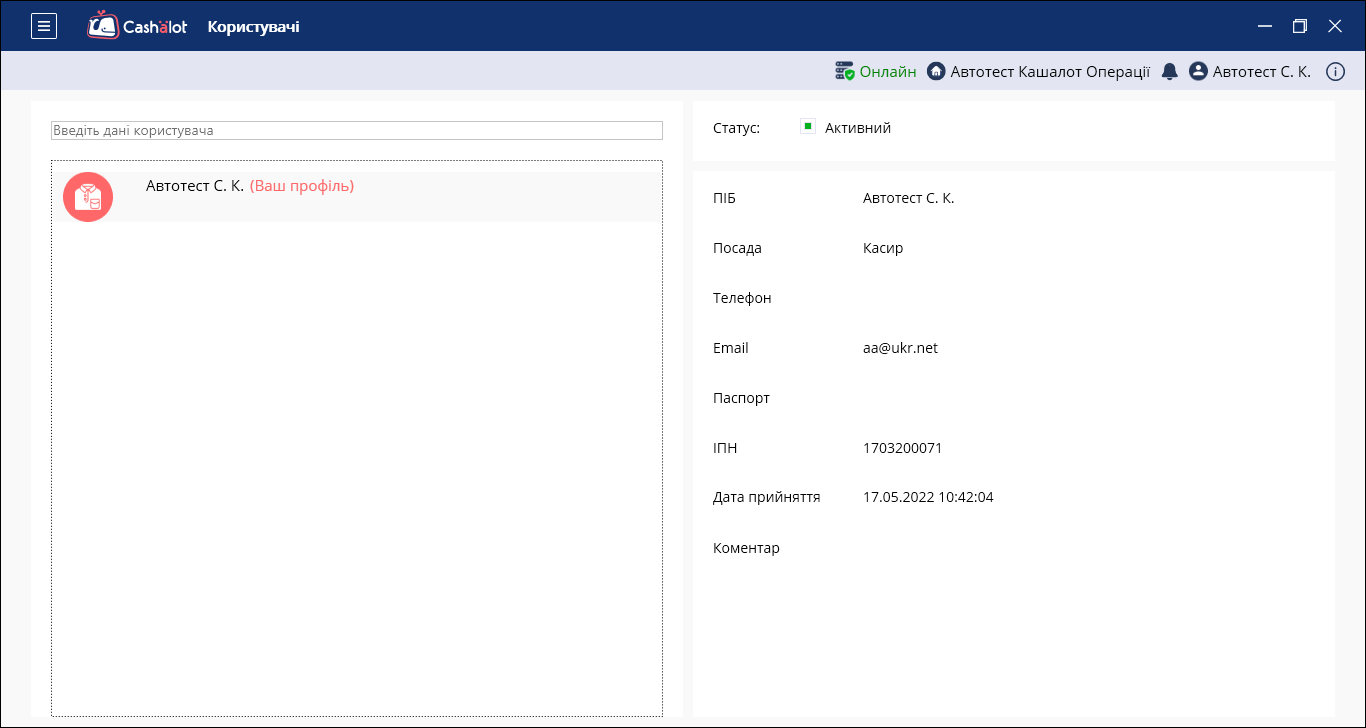 Cashalot Користувачі
Онлайн Автотест Кашалот Операції Автотест С. К.
Введіть дані користувача
Автотест С. К. (Ваш профіль)
Статус: Активний
ПІБ Автотест С. К.
Посада Касир
Телефон
Email aa@ukr.net
Паспорт
ІПН 1703200071
Дата прийняття 17.05.2022 10:42:04
Коментар